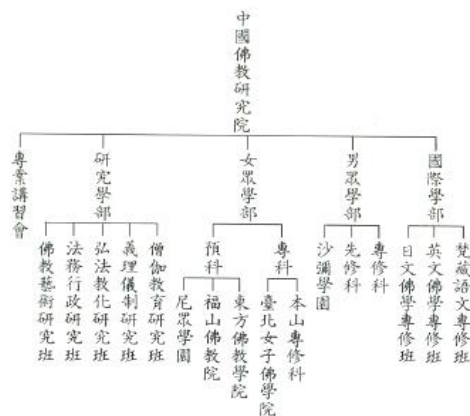 中國佛教研究院
國際學部
男眾學部
女眾學部
研究學部
專業講習會
梵藏語文專修班
英文佛學專修班
日文佛學專修班
專修科
先修科
沙彌學園
專科
預科
本山專修科
臺北女子佛學院
東方佛教學院
福山佛教院
尼眾學園
僧伽教育研究班
義理儀制研究班
弘法教化研究班
法務行政研究班
佛教藝術研究班